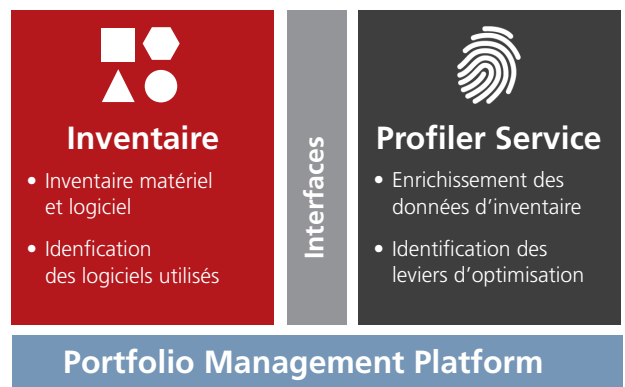 Inventaire
• Inventaire matériel
et logiciel
• Idenfication
des logiciels utilisés
Interfaces
Profiler Service
• Enrichissement des
données d’inventaire
• Identification des
leviers d’optimisation
Portfolio Management Platform